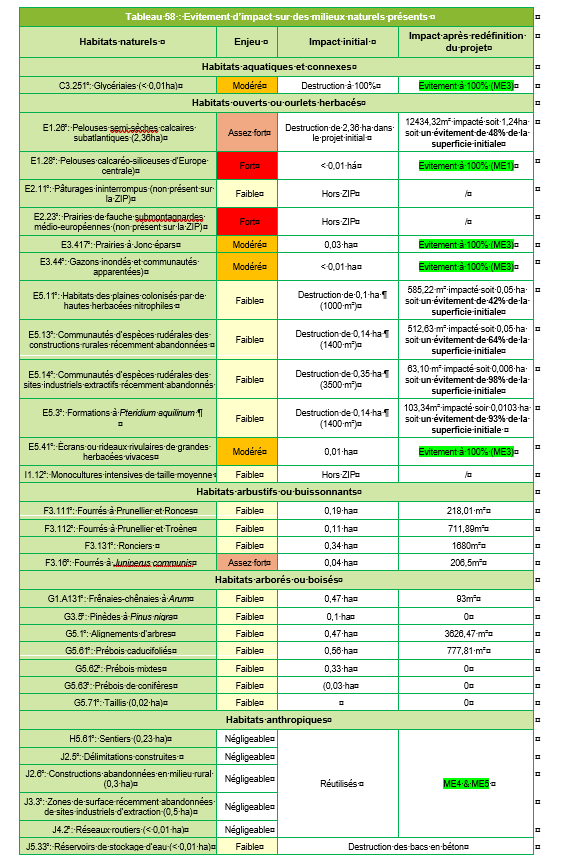 Tableau 58 : Evitement d'impact sur des milieux naturels présents
Habitats naturels
Enjeu
Impact initial
Impact après redéfinition
du projet
Habitats aquatiques et connexes
C3.251° : Glycériaies (< 0,01ha)
Modéré
Destruction à 100%
Evitement à 100% (ME3)
Habitats ouverts ou ourlets herbacés
E1.26° : Pelouses semi-sèches calcaires
subatlantiques (2,36ha)
Assez fort
Destruction de 2,36 ha dans
le projet initial
12434,32m² impacté soit 1,24ha
soit un évitement de 48% de la
superficie initiale
E1.28° : Pelouses calcaréo-siliceuses d'Europe
centrale)
Fort
< 0,01 há
Evitement à 100% (ME1)
E2.11° : Pâturages ininterrompus (non présent sur
la ZIP)
Faible
Hors ZIP
/
E2.23° : Prairies de fauche submontagnardes
médio-européennes (non présent sur la ZIP)
Fort
Hors ZIP
/
E3.417° : Prairies à Jonc épars
Modéré
0,03 ha
Evitement à 100% (ME3)
E3.44° : Gazons inondés et communautés
apparentées)
Modéré
< 0,01 ha
Evitement à 100% (ME3)
E5.11° : Habitats des plaines colonisés par de
hautes herbacées nitrophiles
Faible
Destruction de 0,1 ha ¶
(1000 m²)
585,22 m² impacté soit 0,05 ha
soit un évitement de 42% de la
superficie initiale
E5.13° : Communautés d'espèces rudérales des
constructions rurales récemment abandonnées
Faible
Destruction de 0,14 ha ¶
(1400 m²)
512,63 m² impacté soit 0,05 ha
soit un évitement de 64% de la
superficie initiale
E5.14° : Communautés d'espèces rudérales des
sites industriels extractifs récemment abandonnés
Faible
Destruction de 0,35 ha ¶
(3500 m²)
63,10 m² impacté soit 0,006 ha
soit un évitement de 98% de la
superficie initiale
E5.3° : Formations à Pteridium aquilinum ¶
Faible
Destruction de 0,14 ha ¶
(1400 m²)
103,34m² impacté soir 0,0103 ha
soit un évitement de 93% de la
superficie initiale
E5.41° : Écrans ou rideaux rivulaires de grandes
herbacées vivaces
Modéré
0,01 ha
Evitement à 100% (ME3)
I1.12° : Monocultures intensives de taille moyenne
Faible
Hors ZIP
/
Habitats arbustifs ou buissonnants
F3.111° : Fourrés à Prunellier et Ronces
Faible
0,19 ha
218,01 m²
F3.112° : Fourrés à Prunellier et Troène
Faible
0,11 ha
711,89m²
F3.131° : Ronciers
Faible
0,34 ha
1680m²
F3.16° : Fourrés à Juniperus communis
Assez fort
0,04 ha
206,5m²
Habitats arborés ou boisés
G1.A131° : Frênaies-chênaies à Arum
Faible
0,47 ha
93m²
G3.5° : Pinèdes à Pinus nigra
Faible
0,1 ha
0
G5.1° : Alignements d'arbres
Faible
0,47 ha
3626,47 m²
G5.61° : Prébois caducifoliés
Faible
0,56 ha
777,81 m²
G5.62° : Prébois mixtes
Faible
0,33 ha
0
G5.63° : Prébois de conifères
Faible
(0,03 ha
0
G5.71° : Taillis (0,02 ha)
Faible
0
Habitats anthropiques
H5.61° : Sentiers (0,23 ha)
Négligeable
Réutilisés
ME4 & ME5
J2.5° : Délimitations construites
Négligeable
J2.6° : Constructions abandonnées en milieu rural
(0,3 ha)
Négligeable
J3.3° : Zones de surface récemment abandonnées
de sites industriels d'extraction (0,5 ha)
Négligeable
J4.2° : Réseaux routiers (< 0,01 ha)
Négligeable
J5.33° : Réservoirs de stockage d'eau (< 0,01 ha)
Faible
Destruction des bacs en béton